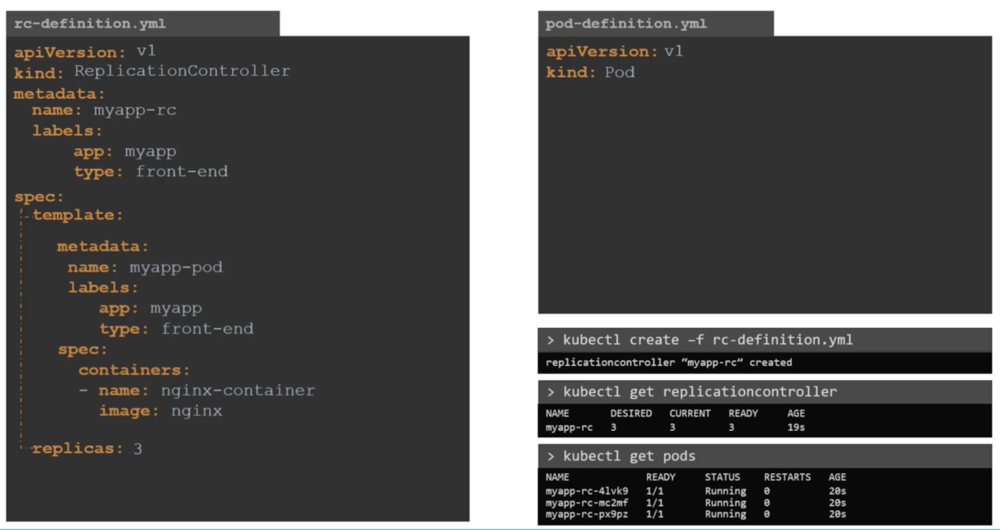 rc-definition.yml
apiVersion: v1
kind: ReplicationController
metadata:
  name: myapp-rc
  labels:
      app: myapp
      type: front-end
spec:
  template:
    metadata:
      name: myapp-pod
      labels:
          app: myapp
          type: front-end
    spec:
      containers:
      - name: nginx-container
        image: nginx
  replicas: 3
pod-definition.yml
apiVersion: v1
kind: Pod
> kubectl create –f rc-definition.yml
replicationcontroller “myapp-rc” created
> kubectl get replicationcontroller
NAME DESIRED CURRENT READY AGE
myapp-rc 3 3 3 19s
> kubectl get pods
NAME READY STATUS RESTARTS AGE
myapp-rc-4lvk9 1/1 Running 0 20s
myapp-rc-mc2mf 1/1 Running 0 20s
myapp-rc-px9pz 1/1 Running 0 20s